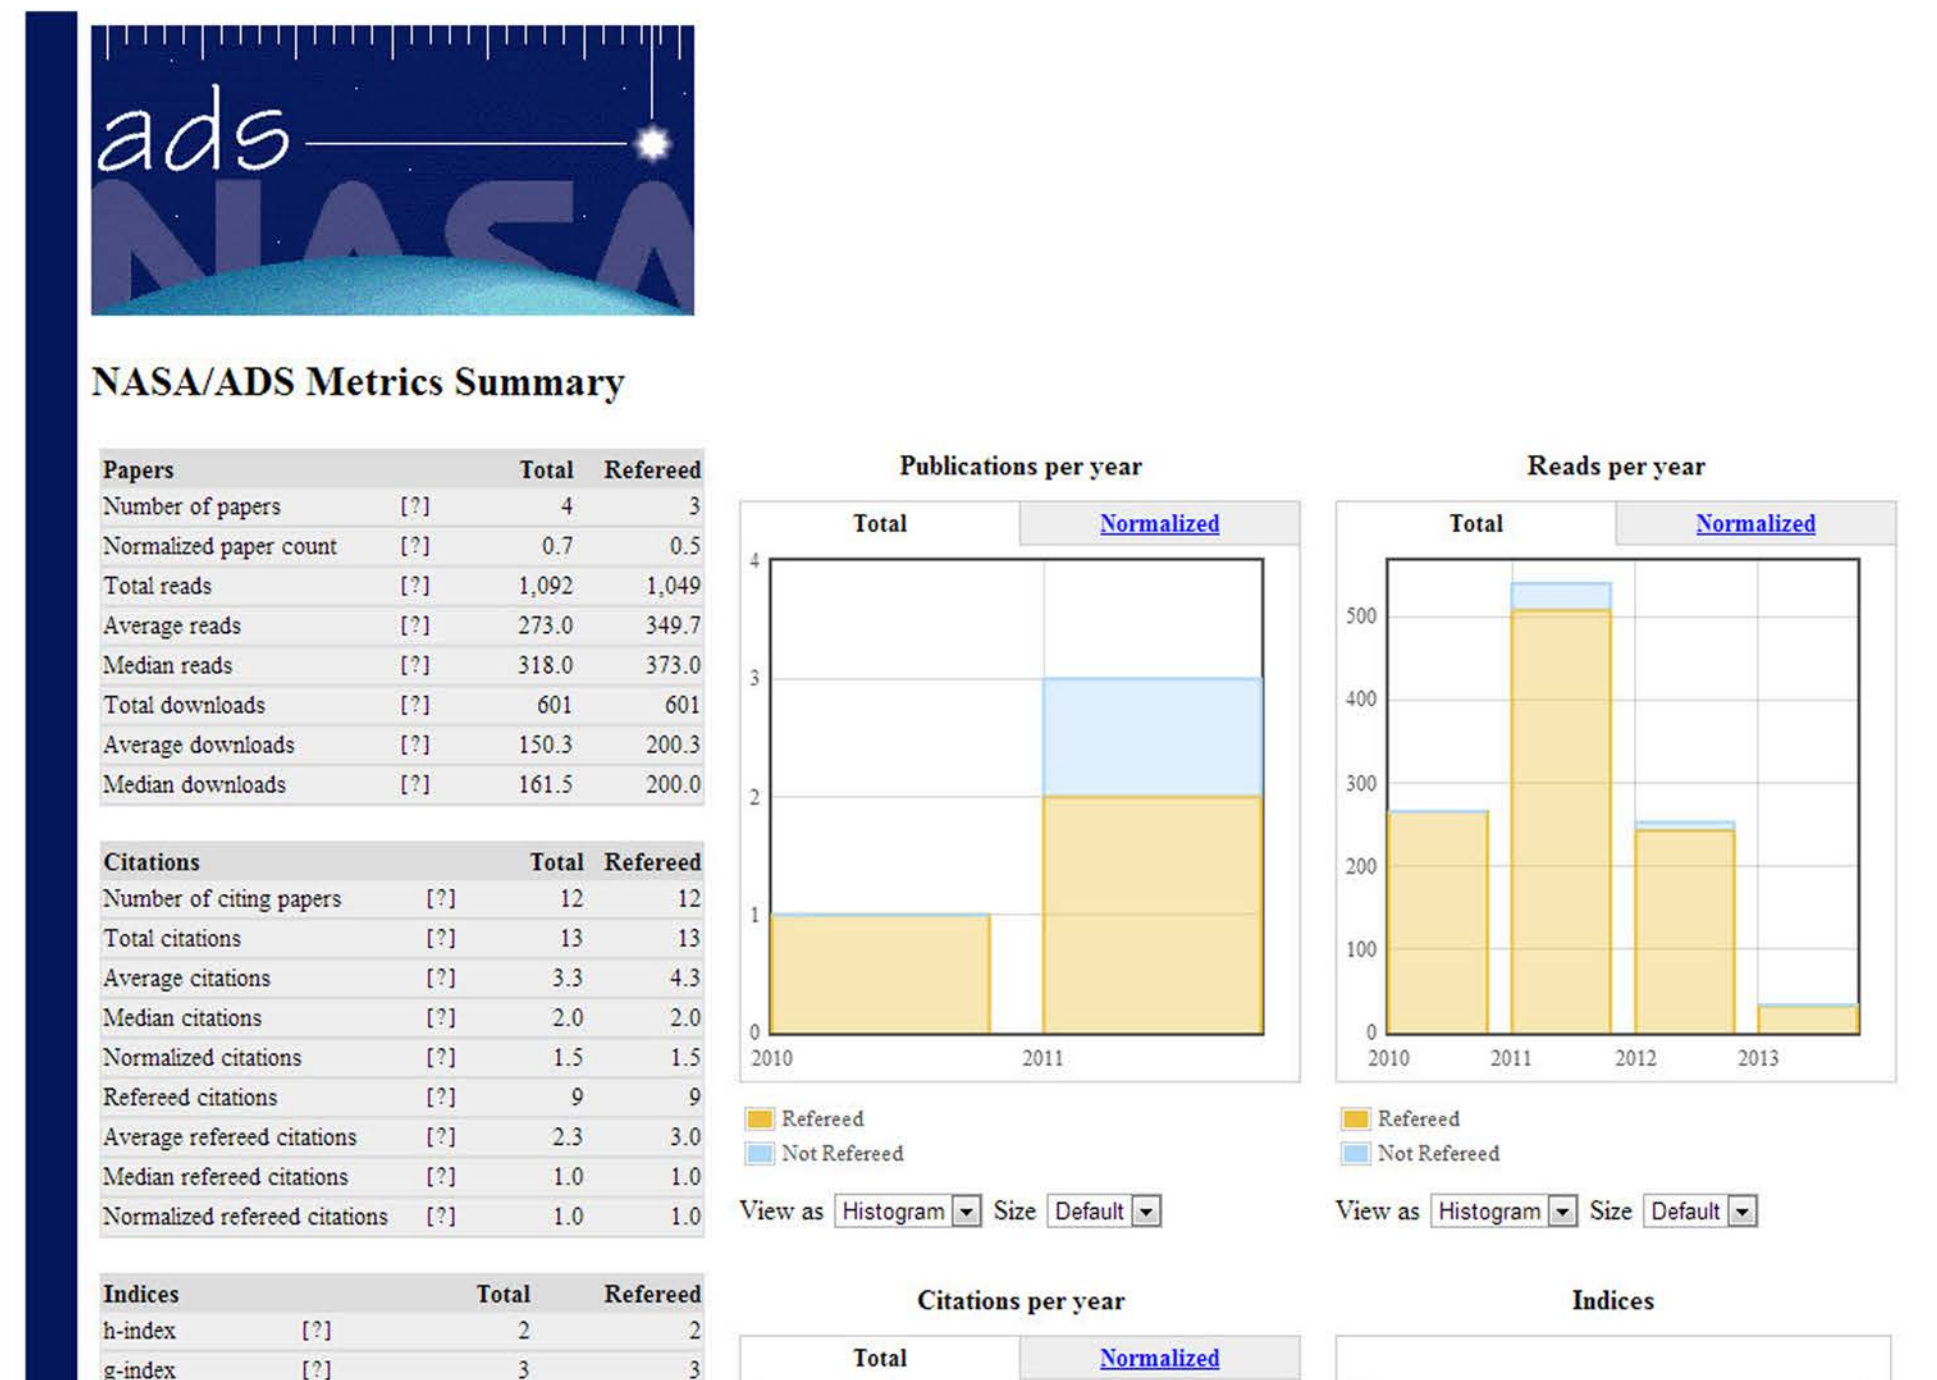 ads
NASA
NASA/ADS Metrics Summary
Papers Total Refereed
Number of papers [?] 4 3
Normalized paper count [?] 0.7 0.5
Total reads [?] 1,092 1,049
Average reads [?] 273.0 349.7
Median reads [?] 318.0 373.0
Total downloads [?] 601 601
Average downloads [?] 150.3 200.3
Median downloads [?] 161.5 200.0
Citations Total Refereed
Number of citing papers [?] 12 12
Total citations [?] 13 13
Average citations [?] 3.3 4.3
Median citations [?] 2.0 2.0
Normalized citations [?] 1.5 1.5
Refereed citations [?] 9 9
Average refereed citations [?] 2.3 3.0
Median refereed citations [?] 1.0 1.0
Normalized refereed citations [?] 1.0 1.0
Indices Total Refereed
h-index [?] 2 2
g-index [?] 3 3
Publications per year
Total Normalized
4
3
2
1
0
2010 2011
Refereed
Not Refereed
View as Histogram Size Default
Reads per year
Total Normalized
500
400
300
200
100
0
2010 2011 2012 2013
Refereed
Not Refereed
View as Histogram Size Default
Citations per year
Total Normalized
Indices